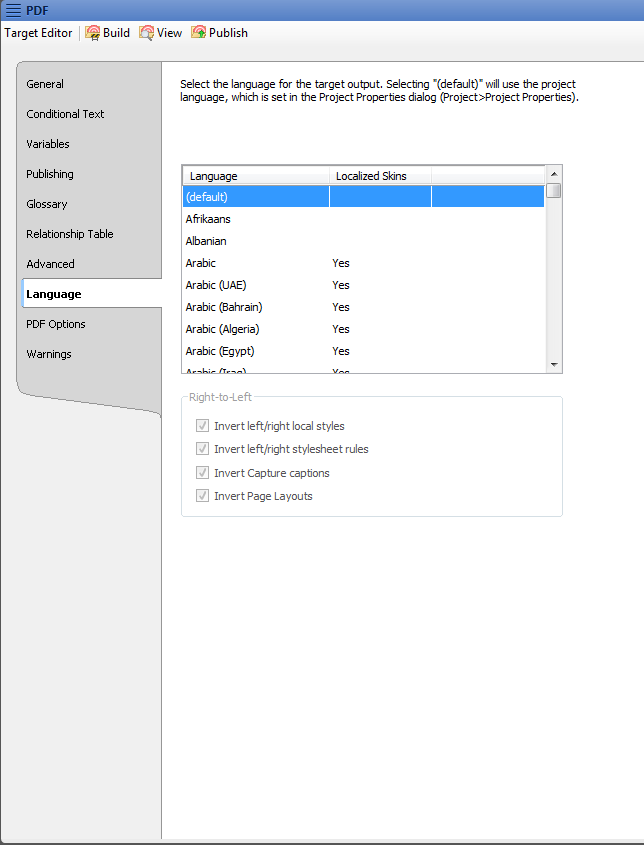 PDF
Target Editor Build View Publish
General
Conditional Text
Variables
Publishing
Glossary
Relationship Table
Advanced
Language
PDF Options
Warnings
Select the language for the target output. Selecting "(default)" will use the project
language, which is set in the Project Properties dialog (Project>Project Properties).
Language Localized Skins
(default)
Afrikaans
Albanian
Arabic Yes
Arabic (UAE) Yes
Arabic (Bahrain) Yes
Arabic (Algeria) Yes
Arabic (Egypt) Yes
Arabic (Iraq) Yes
Right-to-Left
Invert left/right local styles
Invert left/right stylesheet rules
Invert Capture captions
Invert Page Layouts